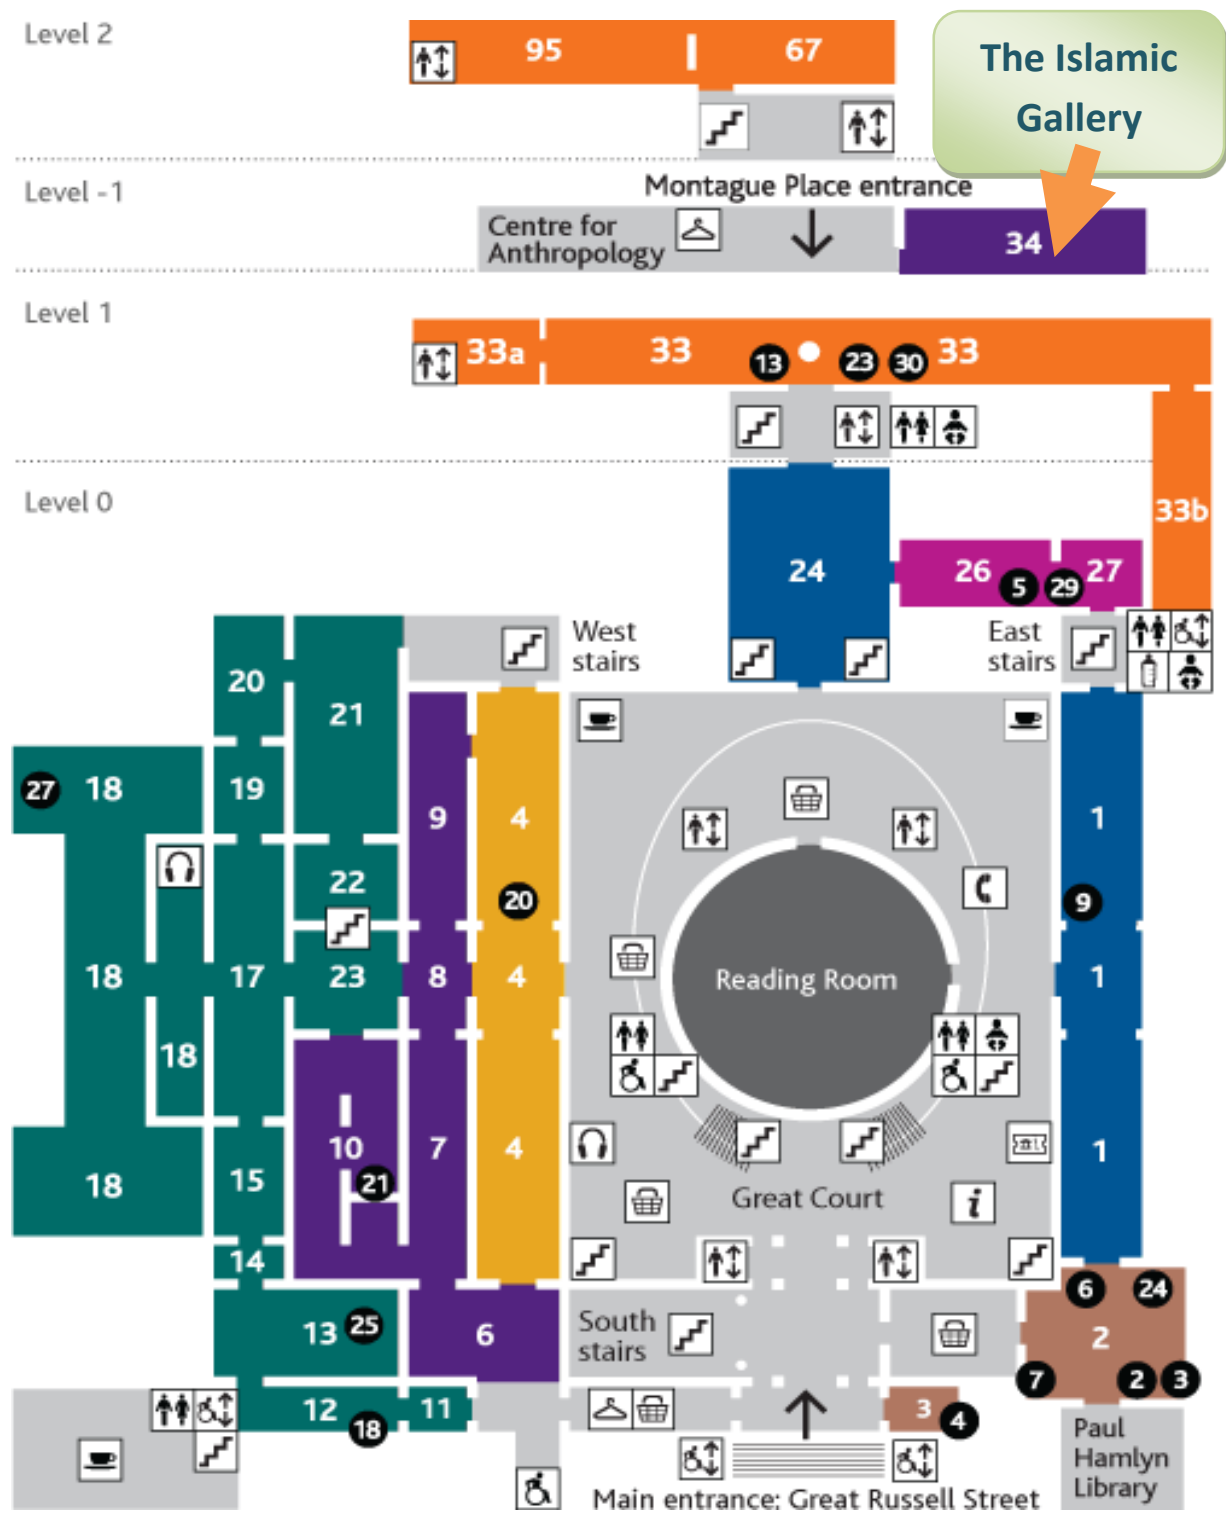 Level 2
95
67
The Islamic
Gallery
Level -1
Montague Place entrance
Centre for
Anthropology
34
Level 1
33a
33
13
23
30
33
Level 0
33b
24
26
5
29
27
West
stairs
East
stairs
20
21
27
18
19
9
4
1
22
20
9
18
17
23
8
4
Reading Room
1
18
10
7
4
1
18
15
21
Great Court
i
14
6
24
13
25
6
South
stairs
2
7
2
3
12
18
11
3
4
Paul
Hamlyn
Library
Main entrance: Great Russell Street